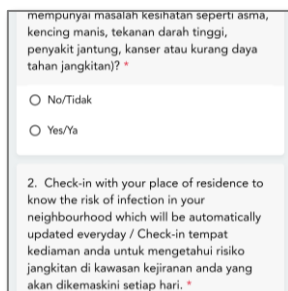 mempunyai masalah kesihatan seperti asma,
kencing manis, tekanan darah tinggi,
penyakit jantung, kanser atau kurang daya
tahan jangkitan)? *
No/Tidak
Yes/Ya
2. Check-in with your place of residence to
know the risk of infection in your
neighbourhood which will be automatically
updated everyday / Check-in tempat
kediaman anda untuk mengetahui risiko
jangkitan di kawasan kejiranan anda yang
akan dikemaskini setiap hari. *